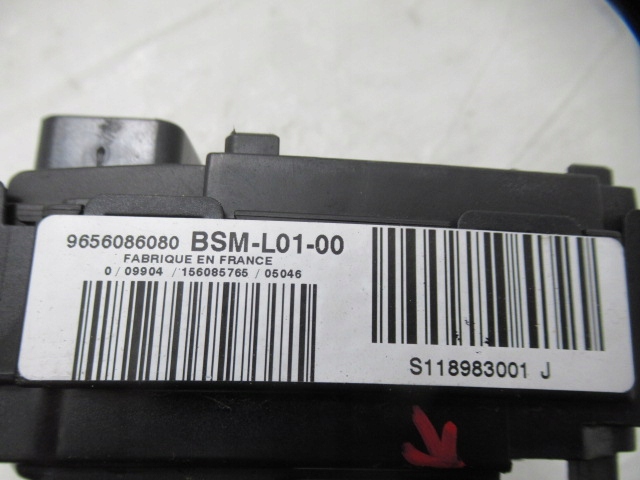 9656086080 BSM-L01-00
FABRIQUE EN FRANCE
0 / 09904 / 156085765 / 05046
S118983001 J